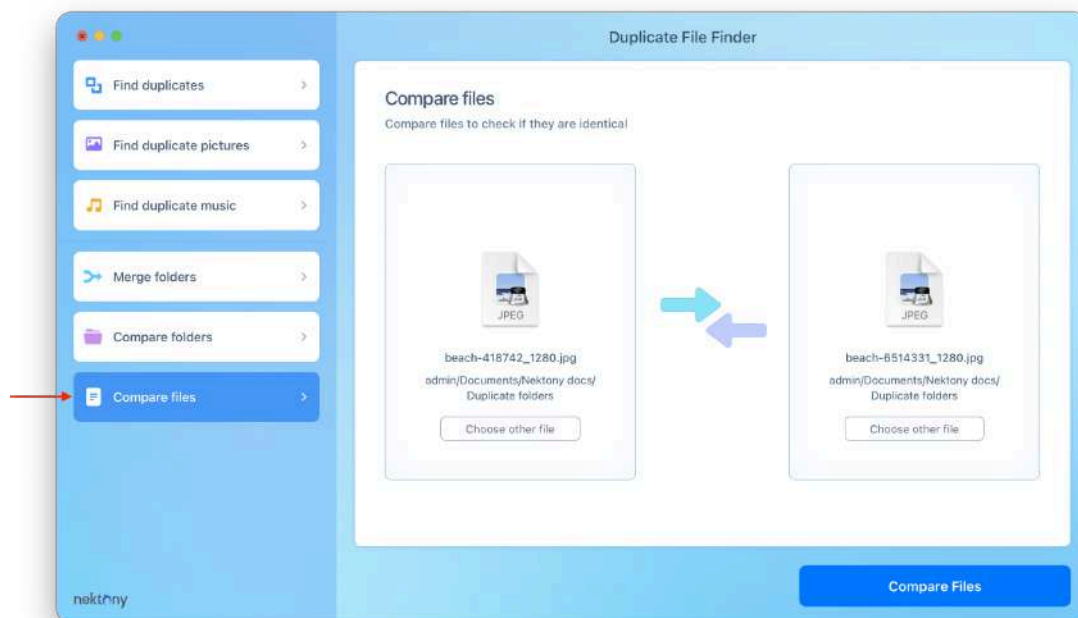 Duplicate File Finder
Find duplicates
Find duplicate pictures
Find duplicate music
Merge folders
Compare folders
Compare files
nektony
Compare files
Compare files to check if they are identical
JPEG
beach-418742_1280.jpg
admin/Documents/Nektony docs/
Duplicate folders
Choose other file
JPEG
beach-6514331_1280.jpg
admin/Documents/Nektony docs/
Duplicate folders
Choose other file
Compare Files